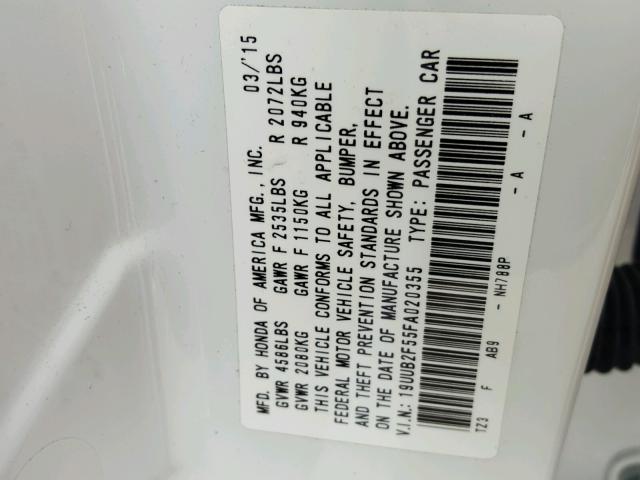 MFD. BY HONDA OF AMERICA MFG., INC. 03/'15
GVWR 4586LBS GAWR F 2535LBS R 2072LBS
GVWR 2080KG GAWR F 1150KG R 940KG
THIS VEHICLE CONFORMS TO ALL APPLICABLE
FEDERAL MOTOR VEHICLE SAFETY, BUMPER,
AND THEFT PREVENTION STANDARDS IN EFFECT
ON THE DATE OF MANUFACTURE SHOWN ABOVE.
V.I.N.: 19UUB2F55FA020355 TYPE: PASSENGER CAR
TZ3 F AB9 - NH788P - A - A